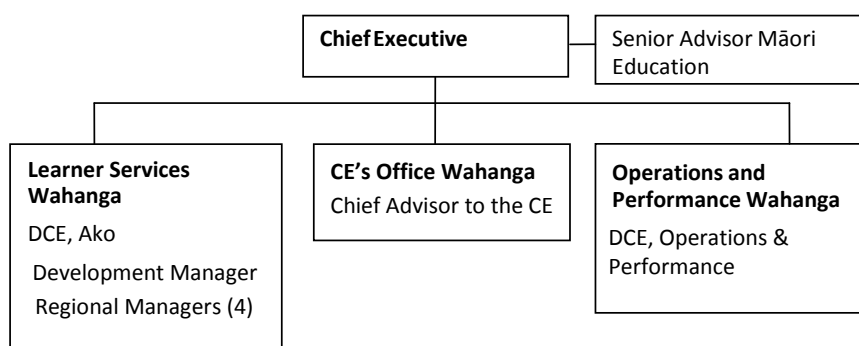 Chief Executive
Senior Advisor Māori
Education
Learner Services
Wahanga
DCE, Ako
Development Manager
Regional Managers (4)
CE’s Office Wahanga
Chief Advisor to the CE
Operations and
Performance Wahanga
DCE, Operations &
Performance